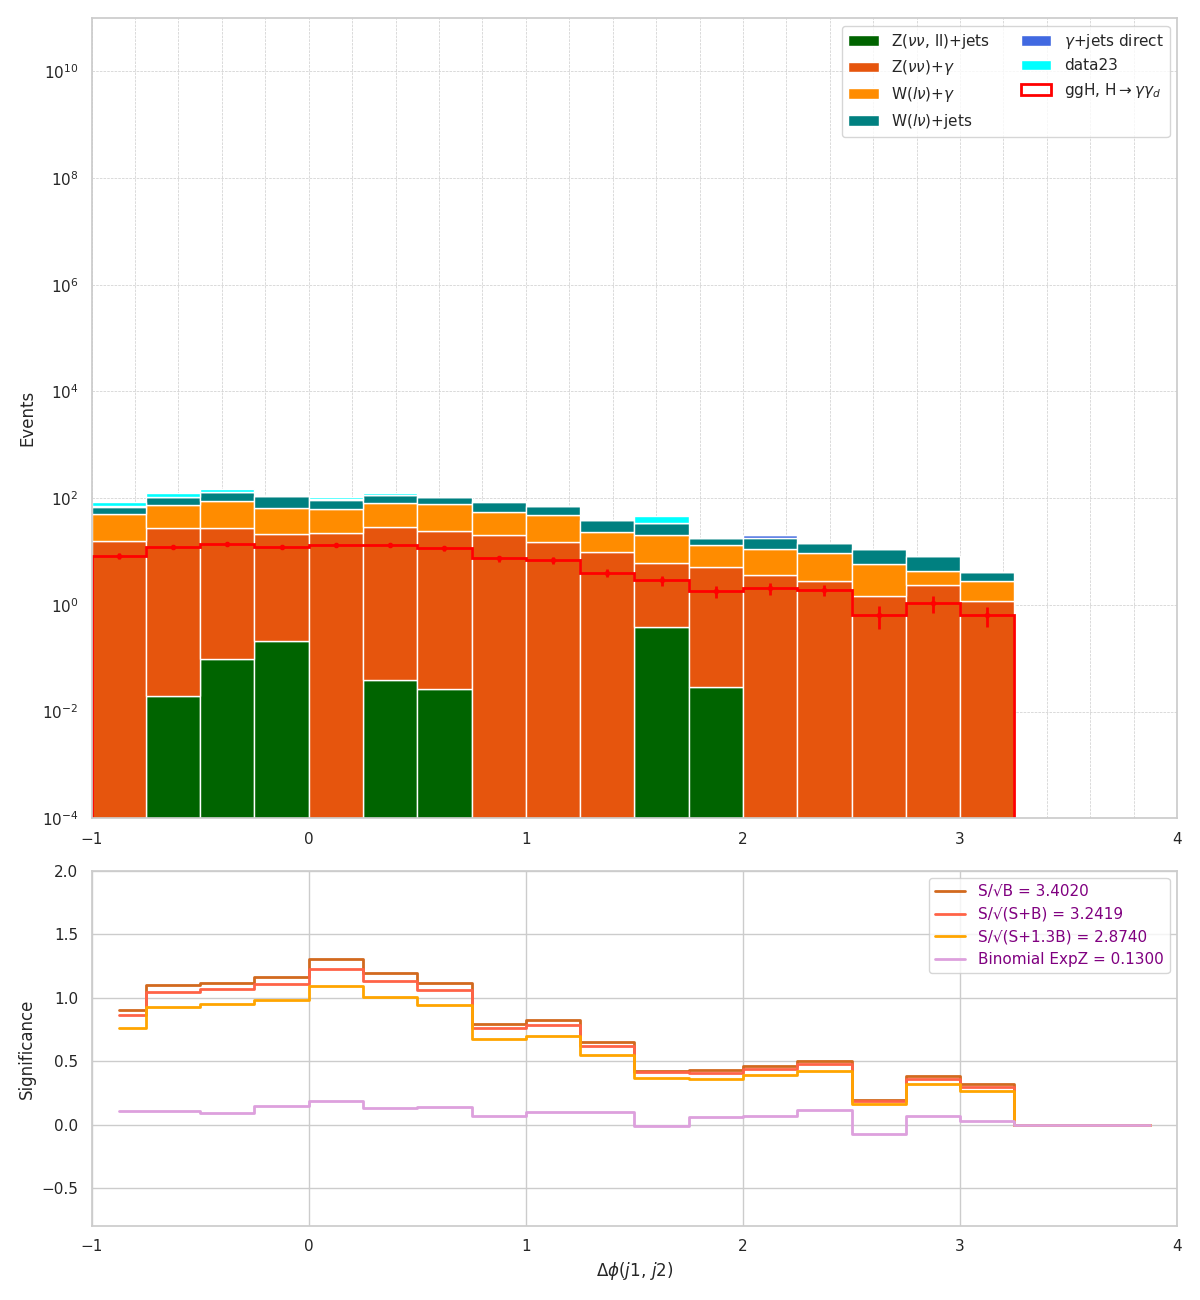 Z(νν, ll)+jets
Z(νν)+γ
W(lν)+γ
W(lν)+jets
γ+jets direct
data23
ggH, H→γγ_d
Events
10^10
10^8
10^6
10^4
10^2
10^0
10^−2
10^−4
−1 0 1 2 3 4
S/√B = 3.4020
S/√(S+B) = 3.2419
S/√(S+1.3B) = 2.8740
Binomial ExpZ = 0.1300
Significance
2.0
1.5
1.0
0.5
0.0
−0.5
−1 0 1 2 3 4
Δϕ(j1, j2)